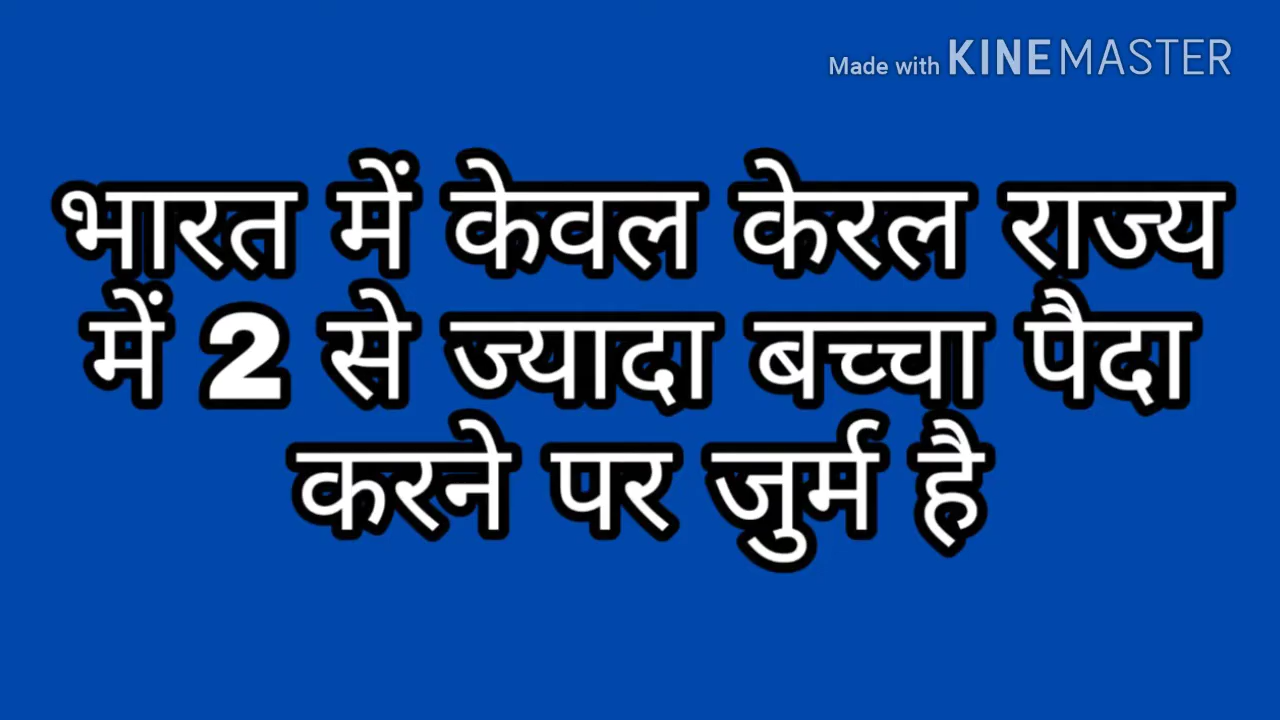 Made with KINEMASTER
भारत में केवल केरल राज्य
में 2 से ज्यादा बच्चा पैदा
करने पर जुर्म है